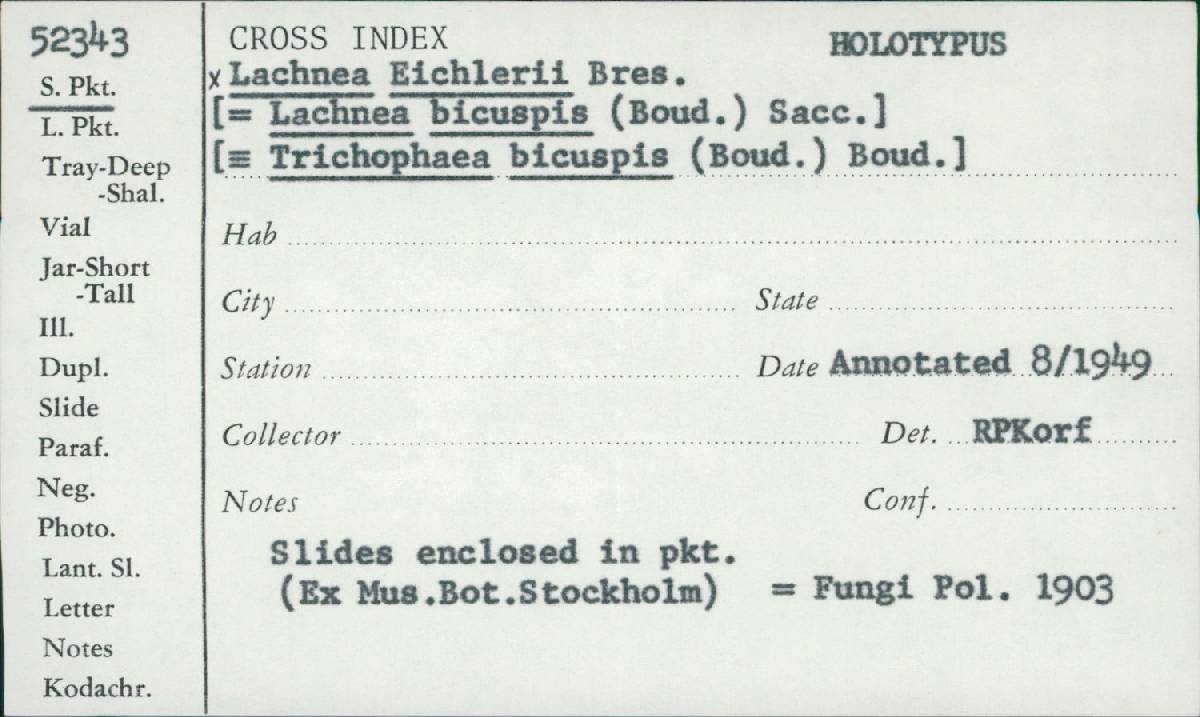 52343
CROSS INDEX
HOLOTYPUS
S. Pkt.
x Lachnea Eichlerii Bres.
[= Lachnea bicuspis (Boud.) Sacc.]
L. Pkt.
[≡ Trichophaea bicuspis (Boud.) Boud.]
Tray-Deep
-Shal.
Vial
Hab
Jar-Short
-Tall
City
State
Ill.
Dupl.
Station
Date Annotated 8/1949
Slide
Collector
Det. RPKorf
Paraf.
Neg.
Notes
Conf.
Photo.
Slides enclosed in pkt.
Lant. Sl.
(Ex Mus.Bot.Stockholm) = Fungi Pol. 1903
Letter
Notes
Kodachr.